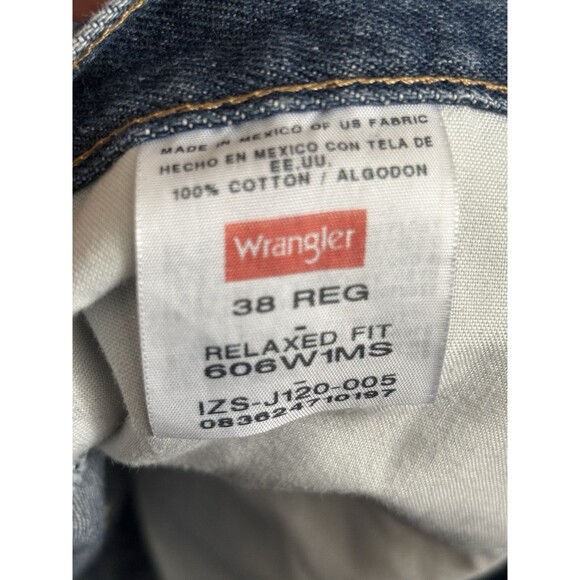 MADE IN MEXICO OF US FABRIC
HECHO EN MEXICO CON TELA DE
EE.UU.
100% COTTON / ALGODON
Wrangler
38 REG
-
RELAXED FIT
606W1MS
-
IZS-J120-005
083624710197